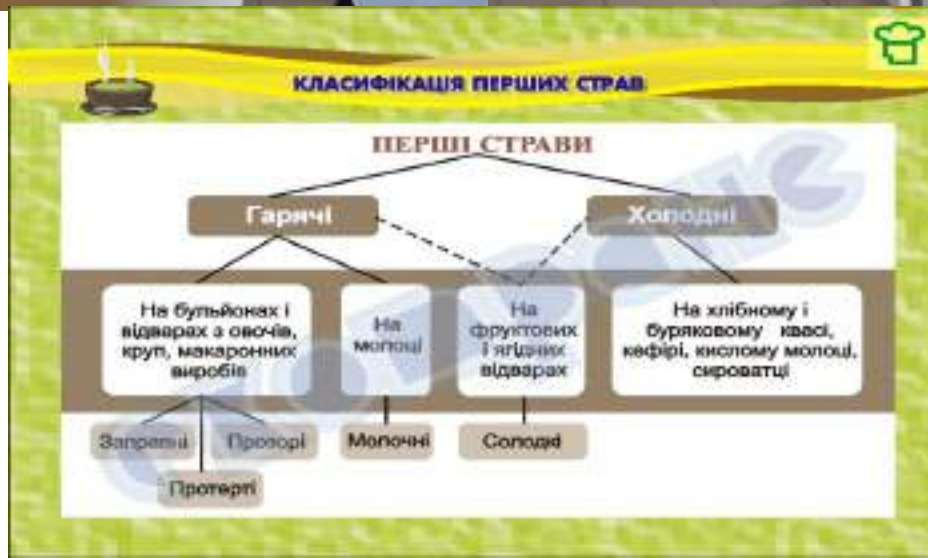 КЛАСИФІКАЦІЯ ПЕРШИХ СТРАВ
ПЕРШІ СТРАВИ
Гарячі
Холодні
На бульйонах і
відварах з овочів,
круп, макаронних
виробів
На
молоці
На
фруктових
і ягідних
відварах
На хлібному і
буряковому квасі,
кефірі, кислому молоці,
сироватці
Заправні
Прозорі
Молочні
Солодкі
Протерті